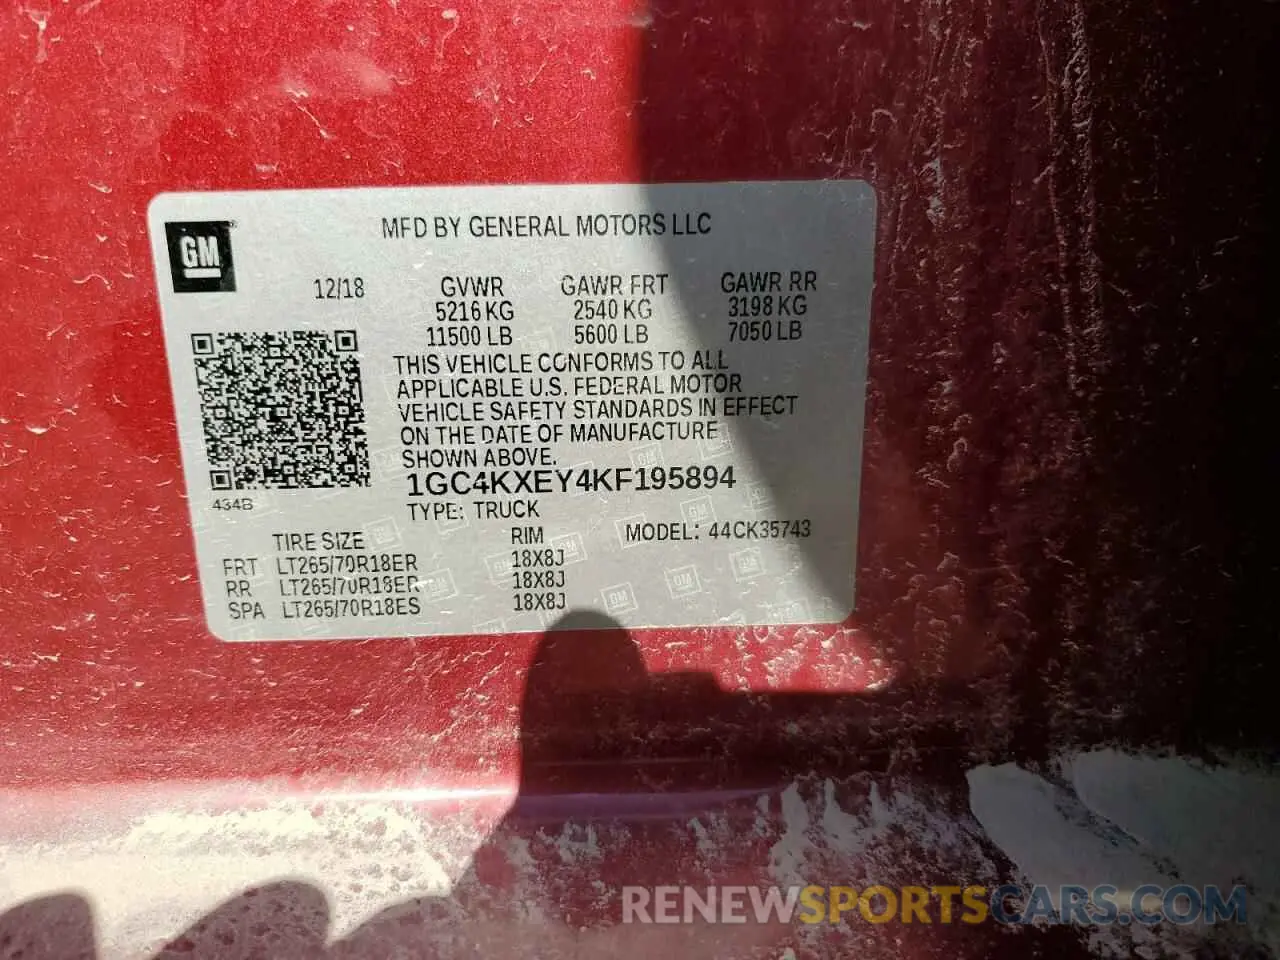 GM
MFD BY GENERAL MOTORS LLC
12/18 GVWR GAWR FRT GAWR RR
5216 KG 2540 KG 3198 KG
11500 LB 5600 LB 7050 LB
THIS VEHICLE CONFORMS TO ALL
APPLICABLE U.S. FEDERAL MOTOR
VEHICLE SAFETY STANDARDS IN EFFECT
ON THE DATE OF MANUFACTURE
SHOWN ABOVE.
1GC4KXEY4KF195894
434B
TYPE: TRUCK
TIRE SIZE RIM MODEL: 44CK35743
FRT LT265/70R18ER 18X8J
RR LT265/70R18ER 18X8J
SPA LT265/70R18ES 18X8J
RENEWSPORTSCARS.COM